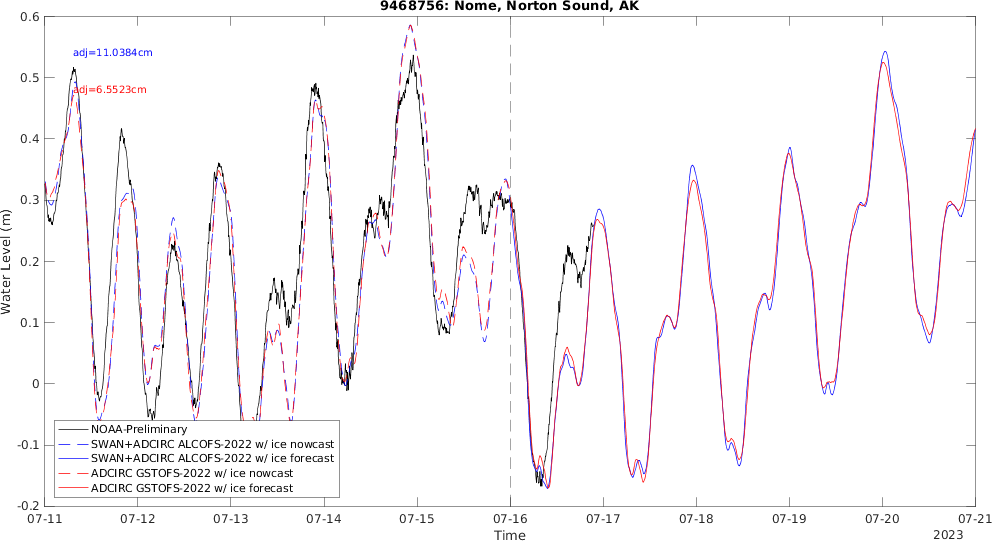 9468756: Nome, Norton Sound, AK
0.6
0.5
0.4
0.3
0.2
0.1
0
-0.1
-0.2
Water Level (m)
adj=11.0384cm
adj=6.5523cm
NOAA-Preliminary
SWAN+ADCIRC ALCOFS-2022 w/ ice nowcast
SWAN+ADCIRC ALCOFS-2022 w/ ice forecast
ADCIRC GSTOFS-2022 w/ ice nowcast
ADCIRC GSTOFS-2022 w/ ice forecast
07-11 07-12 07-13 07-14 07-15 07-16 07-17 07-18 07-19 07-20 07-21
Time
2023